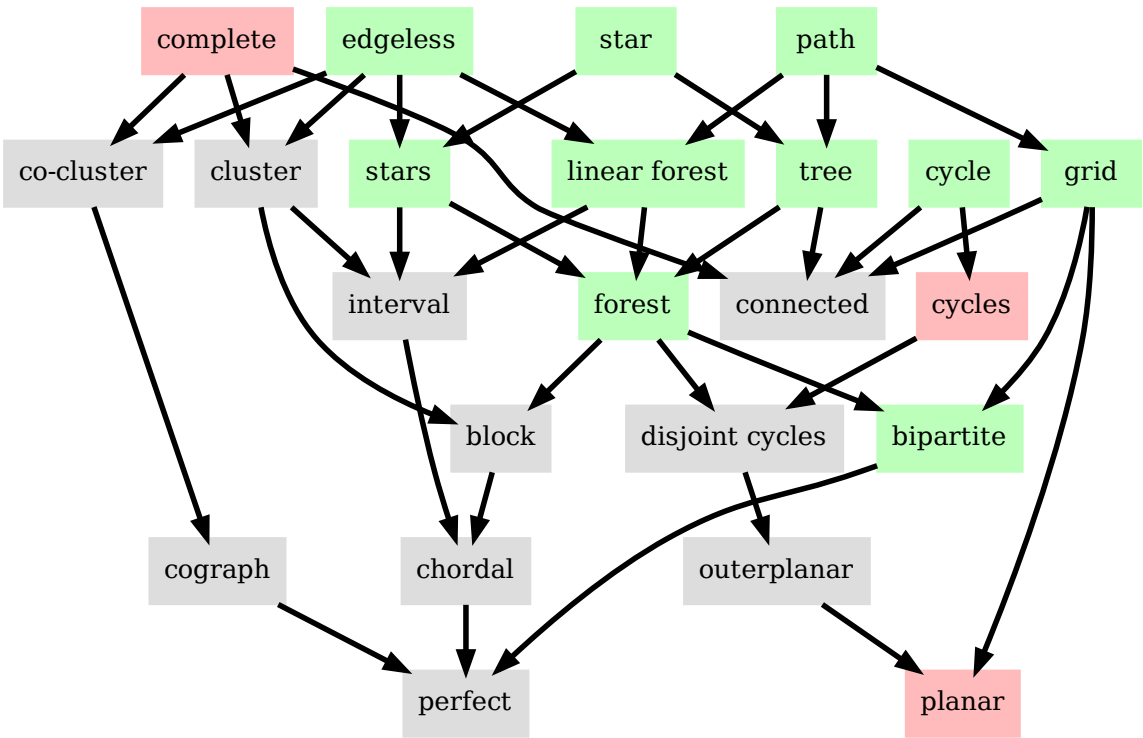 complete
edgeless
star
path
co-cluster
cluster
stars
linear forest
tree
cycle
grid
interval
forest
connected
cycles
block
disjoint cycles
bipartite
cograph
chordal
outerplanar
perfect
planar